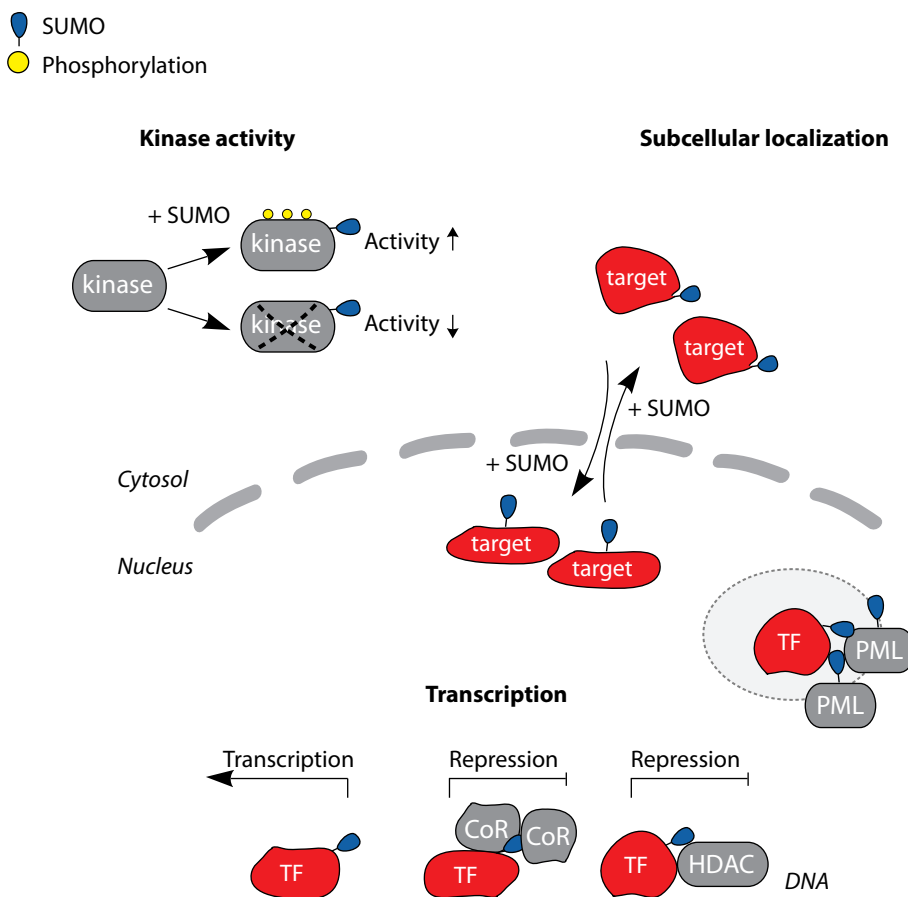 SUMO
Phosphorylation
Kinase activity
Subcellular localization
+ SUMO
kinase
Activity ↑
kinase
kinase
Activity ↓
target
target
+ SUMO
+ SUMO
Cytosol
Nucleus
target
target
TF
PML
PML
Transcription
Transcription
Repression
Repression
CoR
CoR
TF
TF
TF
HDAC
DNA